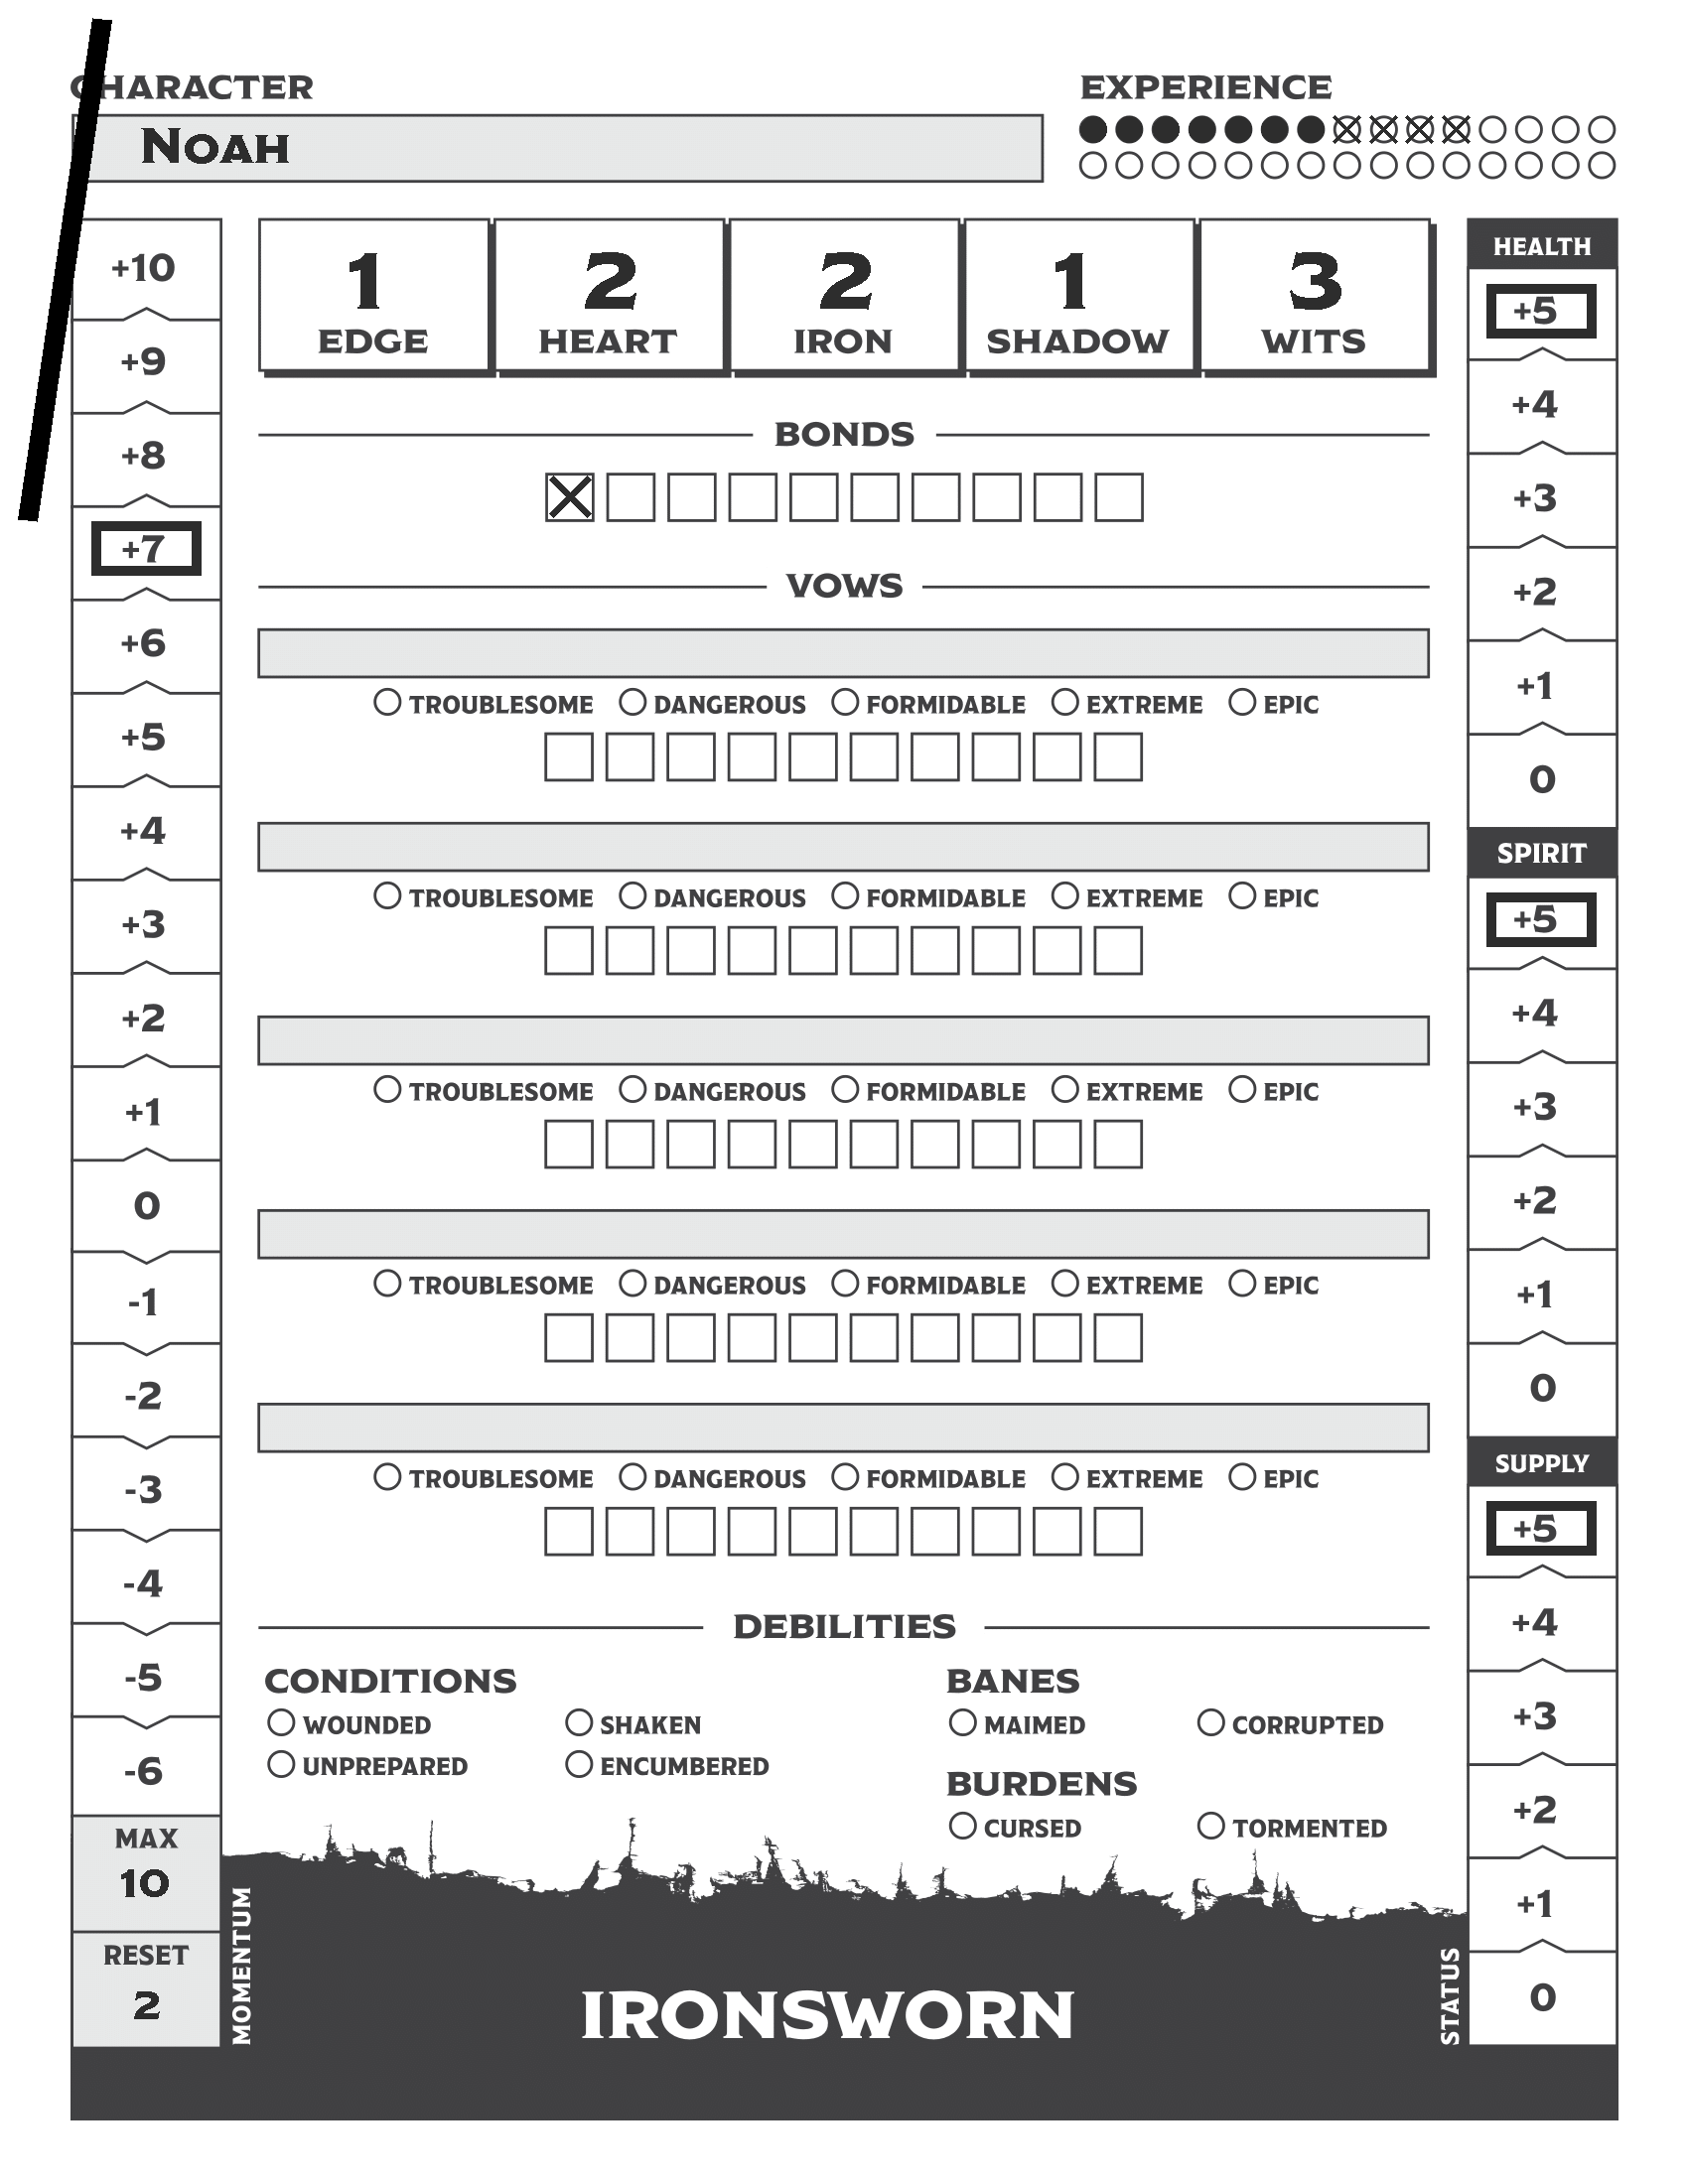 CHARACTER
Noah
EXPERIENCE
+10
+9
+8
+7
+6
+5
+4
+3
+2
+1
0
-1
-2
-3
-4
-5
-6
MAX
10
RESET
2
MOMENTUM
1 2 2 1 3
EDGE HEART IRON SHADOW WITS
BONDS
VOWS
TROUBLESOME DANGEROUS FORMIDABLE EXTREME EPIC
TROUBLESOME DANGEROUS FORMIDABLE EXTREME EPIC
TROUBLESOME DANGEROUS FORMIDABLE EXTREME EPIC
TROUBLESOME DANGEROUS FORMIDABLE EXTREME EPIC
TROUBLESOME DANGEROUS FORMIDABLE EXTREME EPIC
DEBILITIES
CONDITIONS
WOUNDED SHAKEN
UNPREPARED ENCUMBERED
BANES
MAIMED CORRUPTED
BURDENS
CURSED TORMENTED
IRONSWORN
HEALTH
+5
+4
+3
+2
+1
0
SPIRIT
+5
+4
+3
+2
+1
0
SUPPLY
+5
+4
+3
+2
+1
0
STATUS